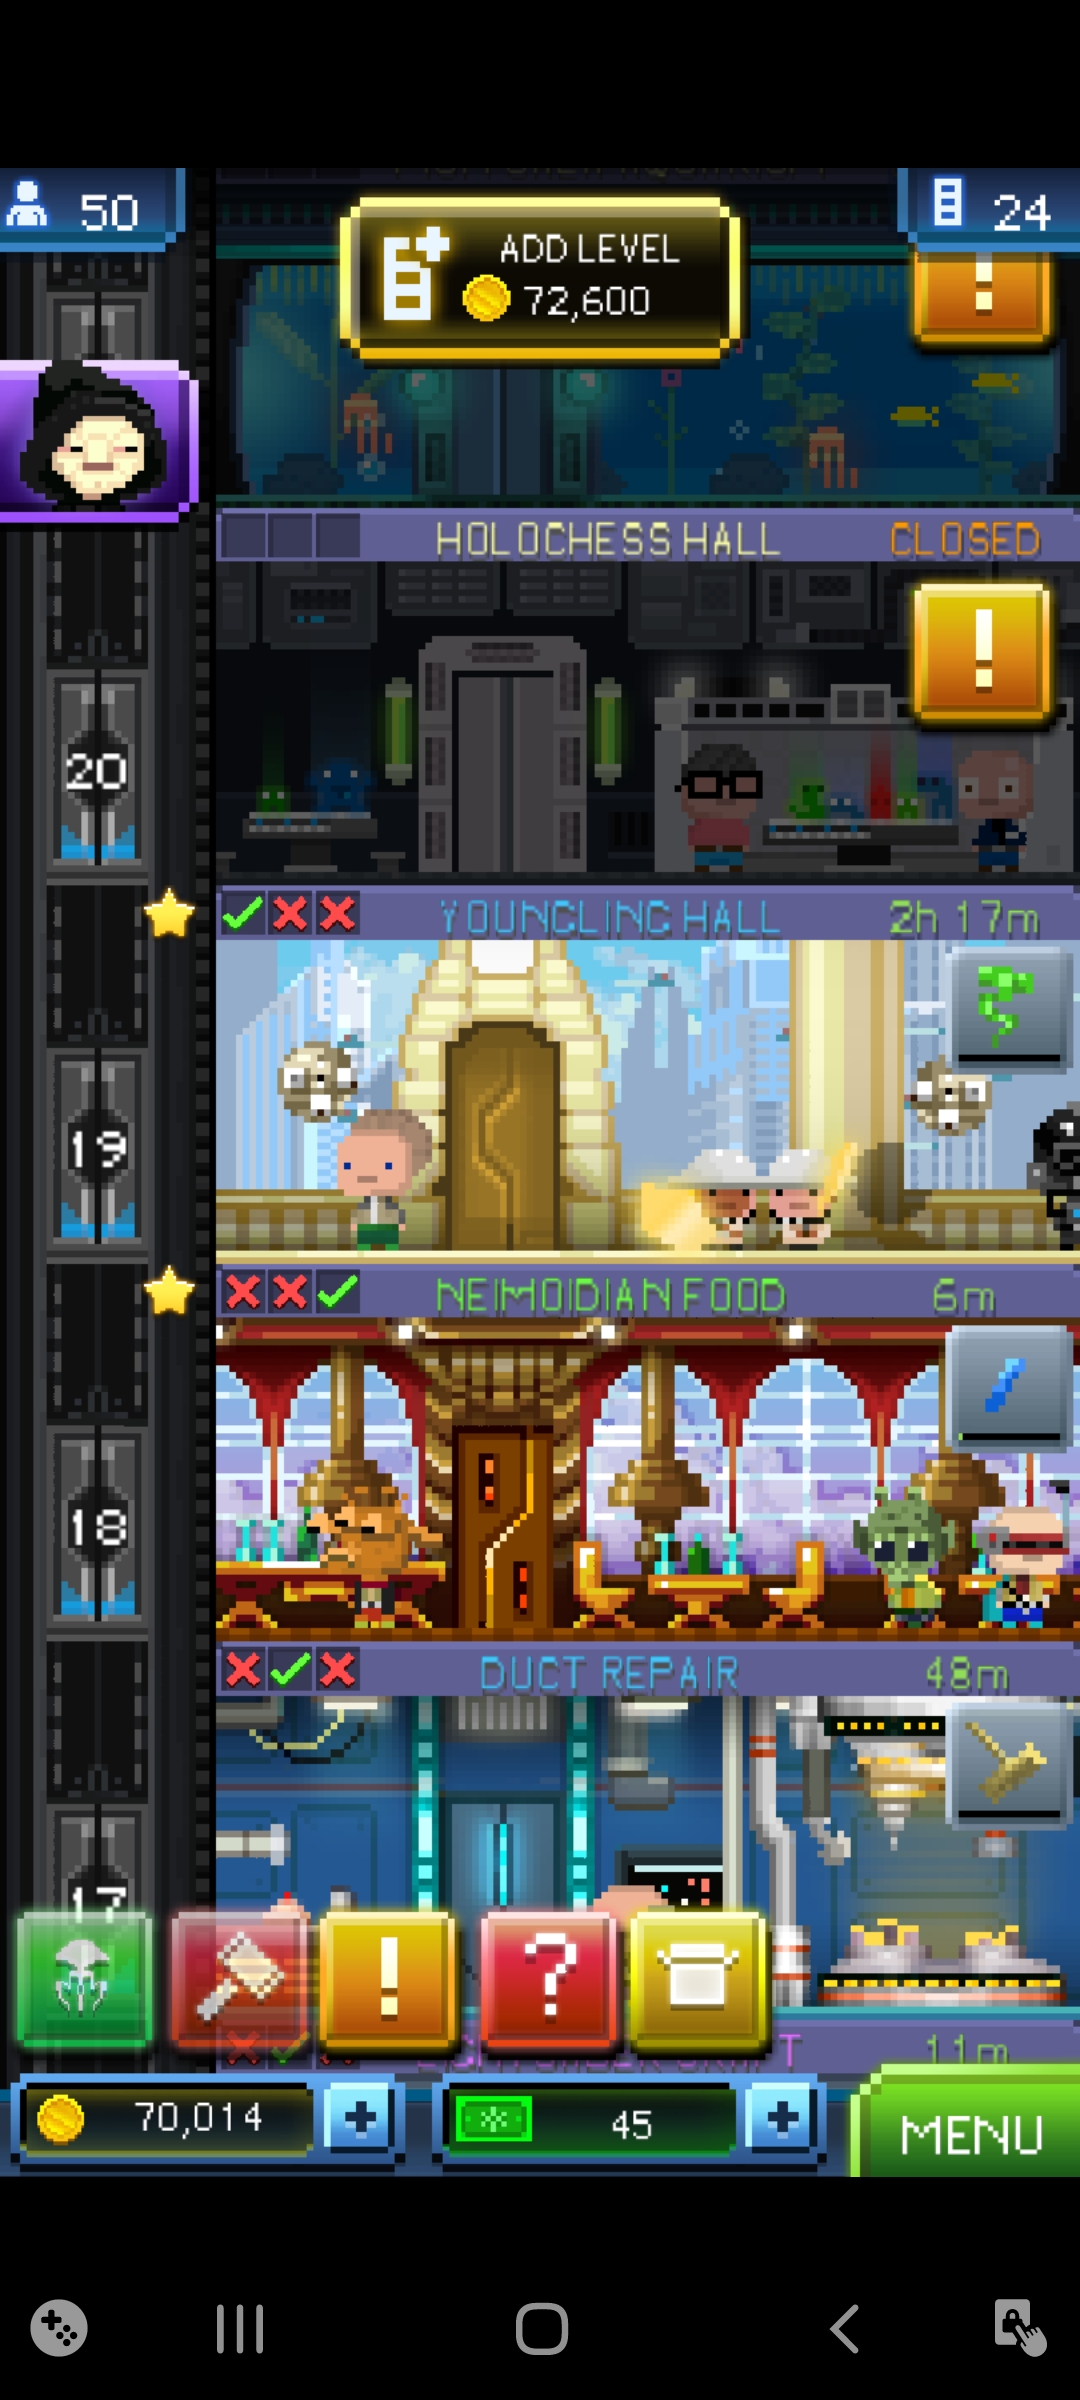 50
24
ADD LEVEL
72,600
!
HOLOCHESS HALL CLOSED
!
20
YOUNGLING HALL 2h 17m
19
NEIMOIDIAN FOOD 6m
18
DUCT REPAIR 48m
17
! ?
11m
70,014 45 MENU